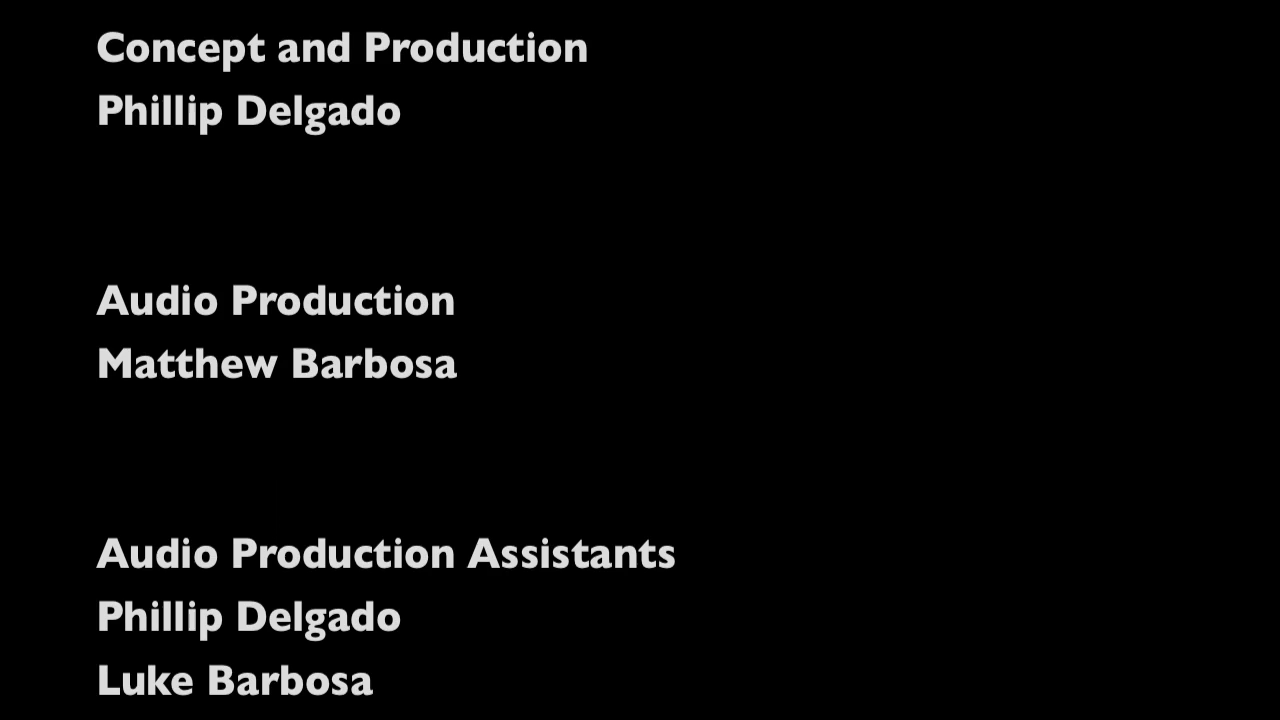 Concept and Production
Phillip Delgado
Audio Production
Matthew Barbosa
Audio Production Assistants
Phillip Delgado
Luke Barbosa